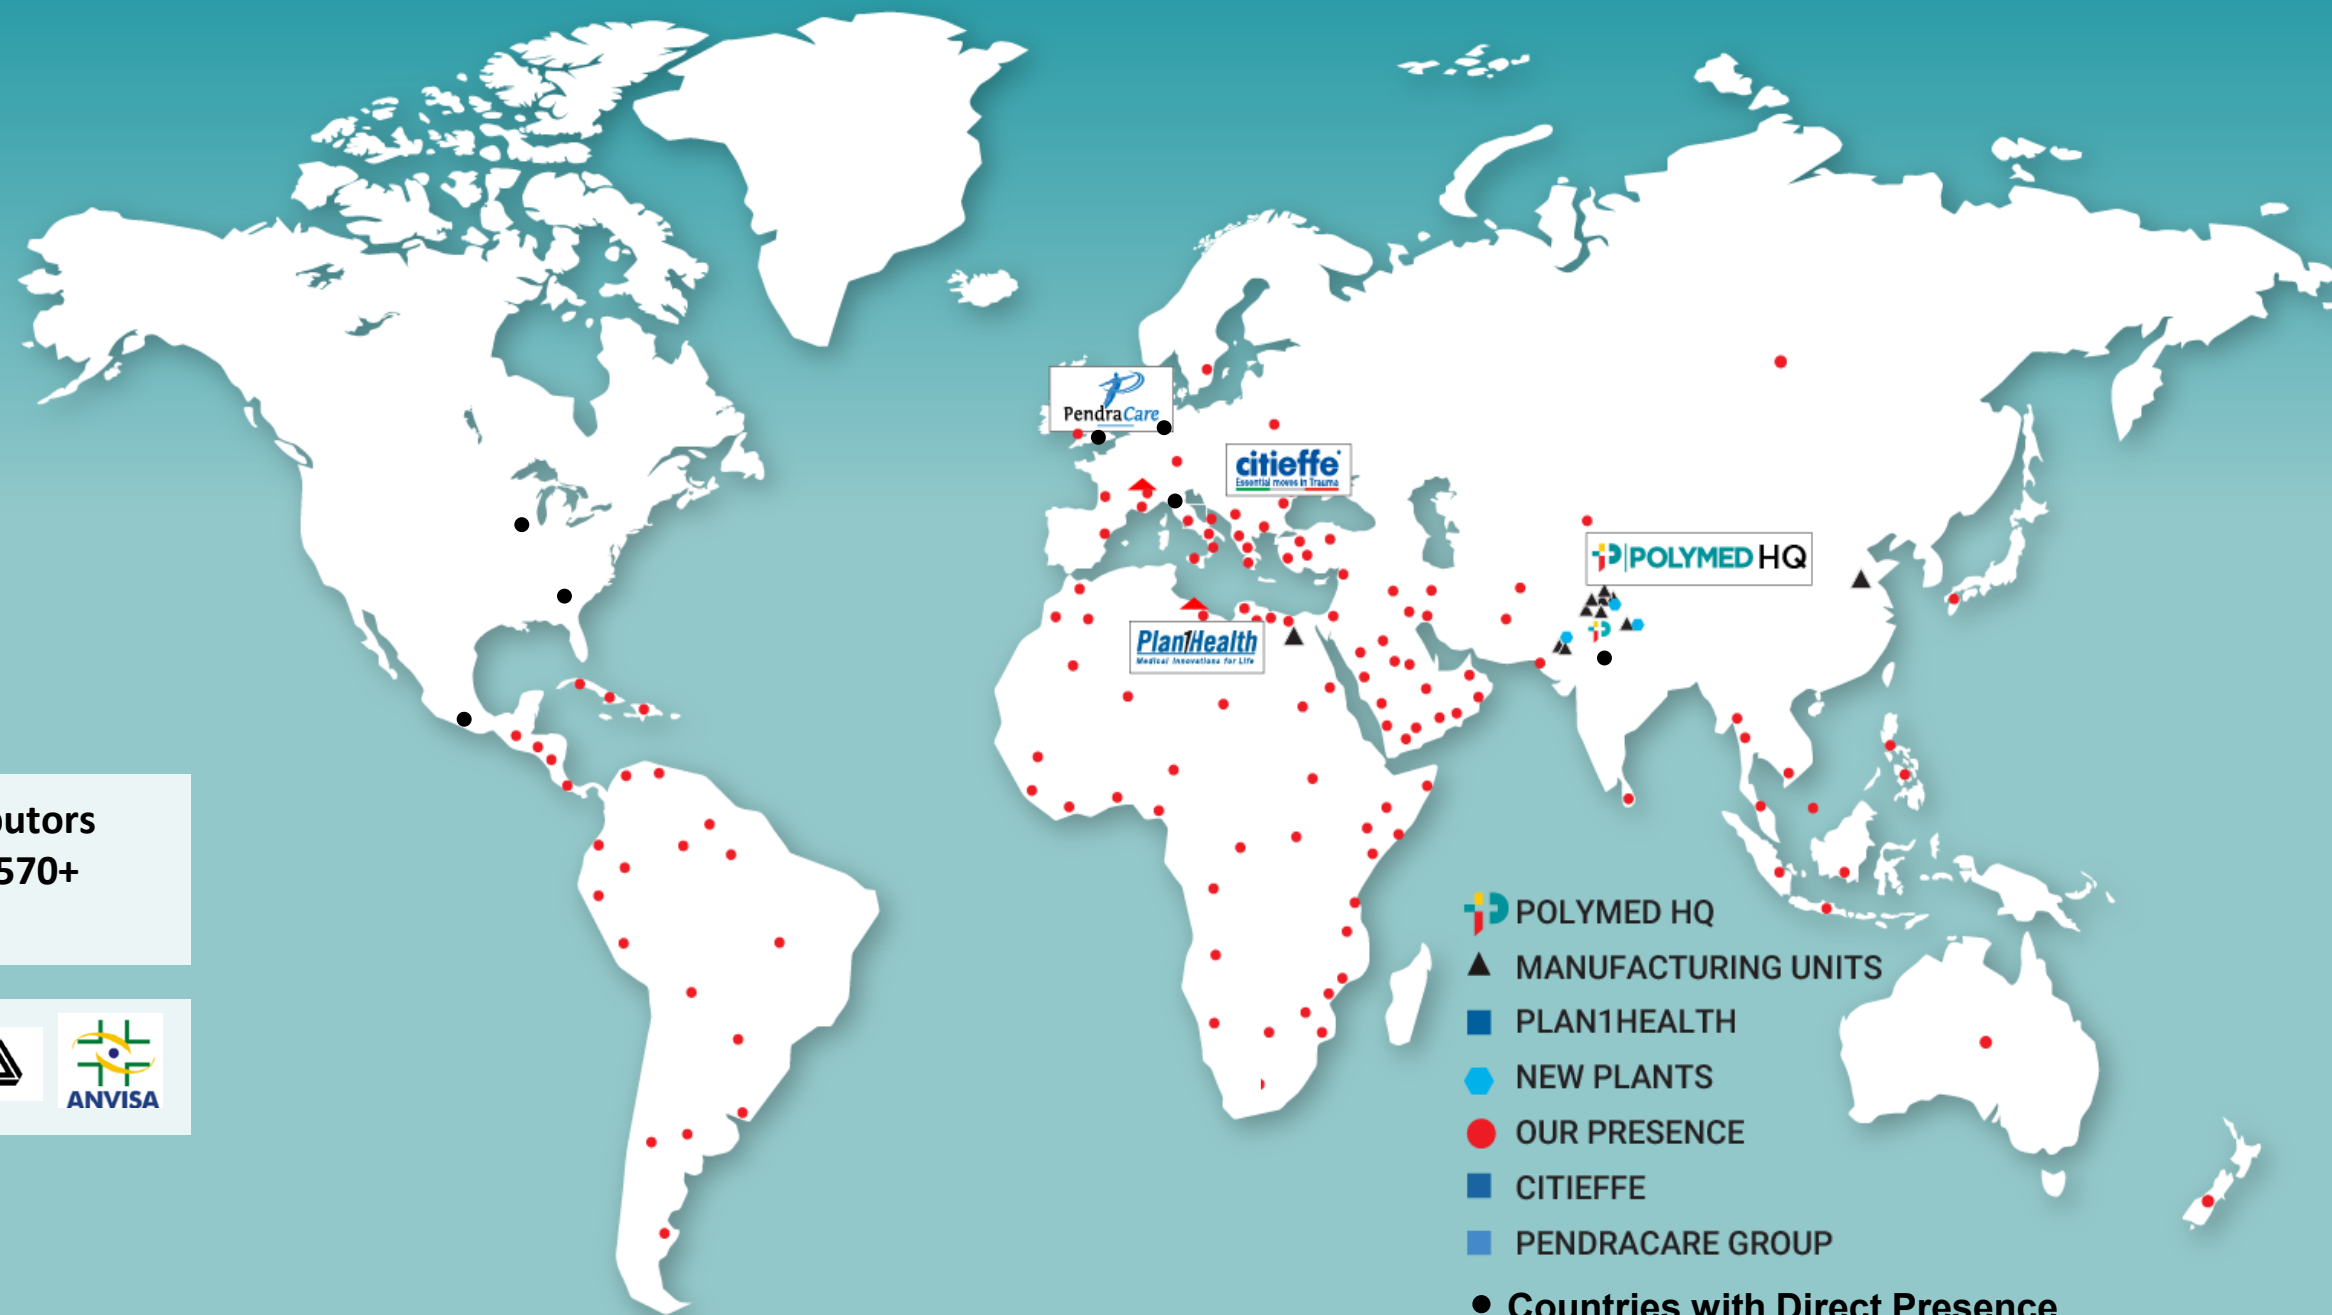 PendraCare
citieffe
Essential moves in Trauma
POLYMED HQ
Plan1Health
Medical Innovations for Life
570+
ANVISA
POLYMED HQ
MANUFACTURING UNITS
PLAN1HEALTH
NEW PLANTS
OUR PRESENCE
CITIEFFE
PENDRACARE GROUP
Countries with Direct Presence